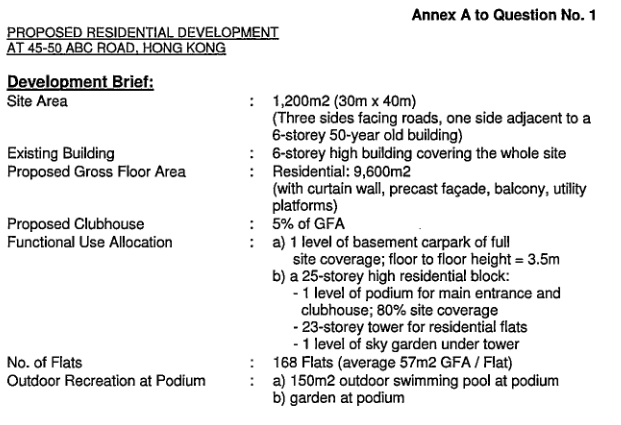 Annex A to Question No. 1
PROPOSED RESIDENTIAL DEVELOPMENT
AT 45-50 ABC ROAD, HONG KONG
Development Brief:
Site Area : 1,200m2 (30m x 40m)
(Three sides facing roads, one side adjacent to a
6-storey 50-year old building)
Existing Building : 6-storey high building covering the whole site
Proposed Gross Floor Area : Residential: 9,600m2
(with curtain wall, precast façade, balcony, utility
platforms)
Proposed Clubhouse : 5% of GFA
Functional Use Allocation : a) 1 level of basement carpark of full
site coverage; floor to floor height = 3.5m
b) a 25-storey high residential block:
- 1 level of podium for main entrance and
clubhouse; 80% site coverage
- 23-storey tower for residential flats
- 1 level of sky garden under tower
No. of Flats : 168 Flats (average 57m2 GFA / Flat)
Outdoor Recreation at Podium : a) 150m2 outdoor swimming pool at podium
b) garden at podium